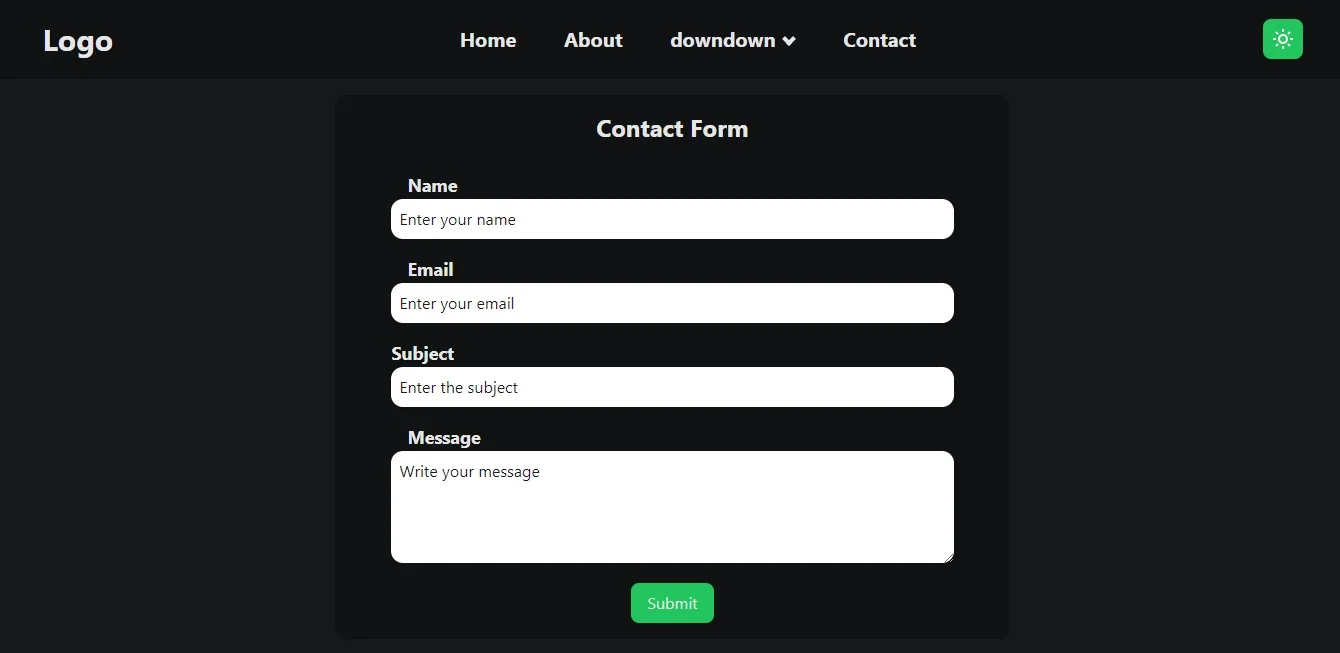 Logo Home About downdown Contact
Contact Form
Name
Enter your name
Email
Enter your email
Subject
Enter the subject
Message
Write your message
Submit